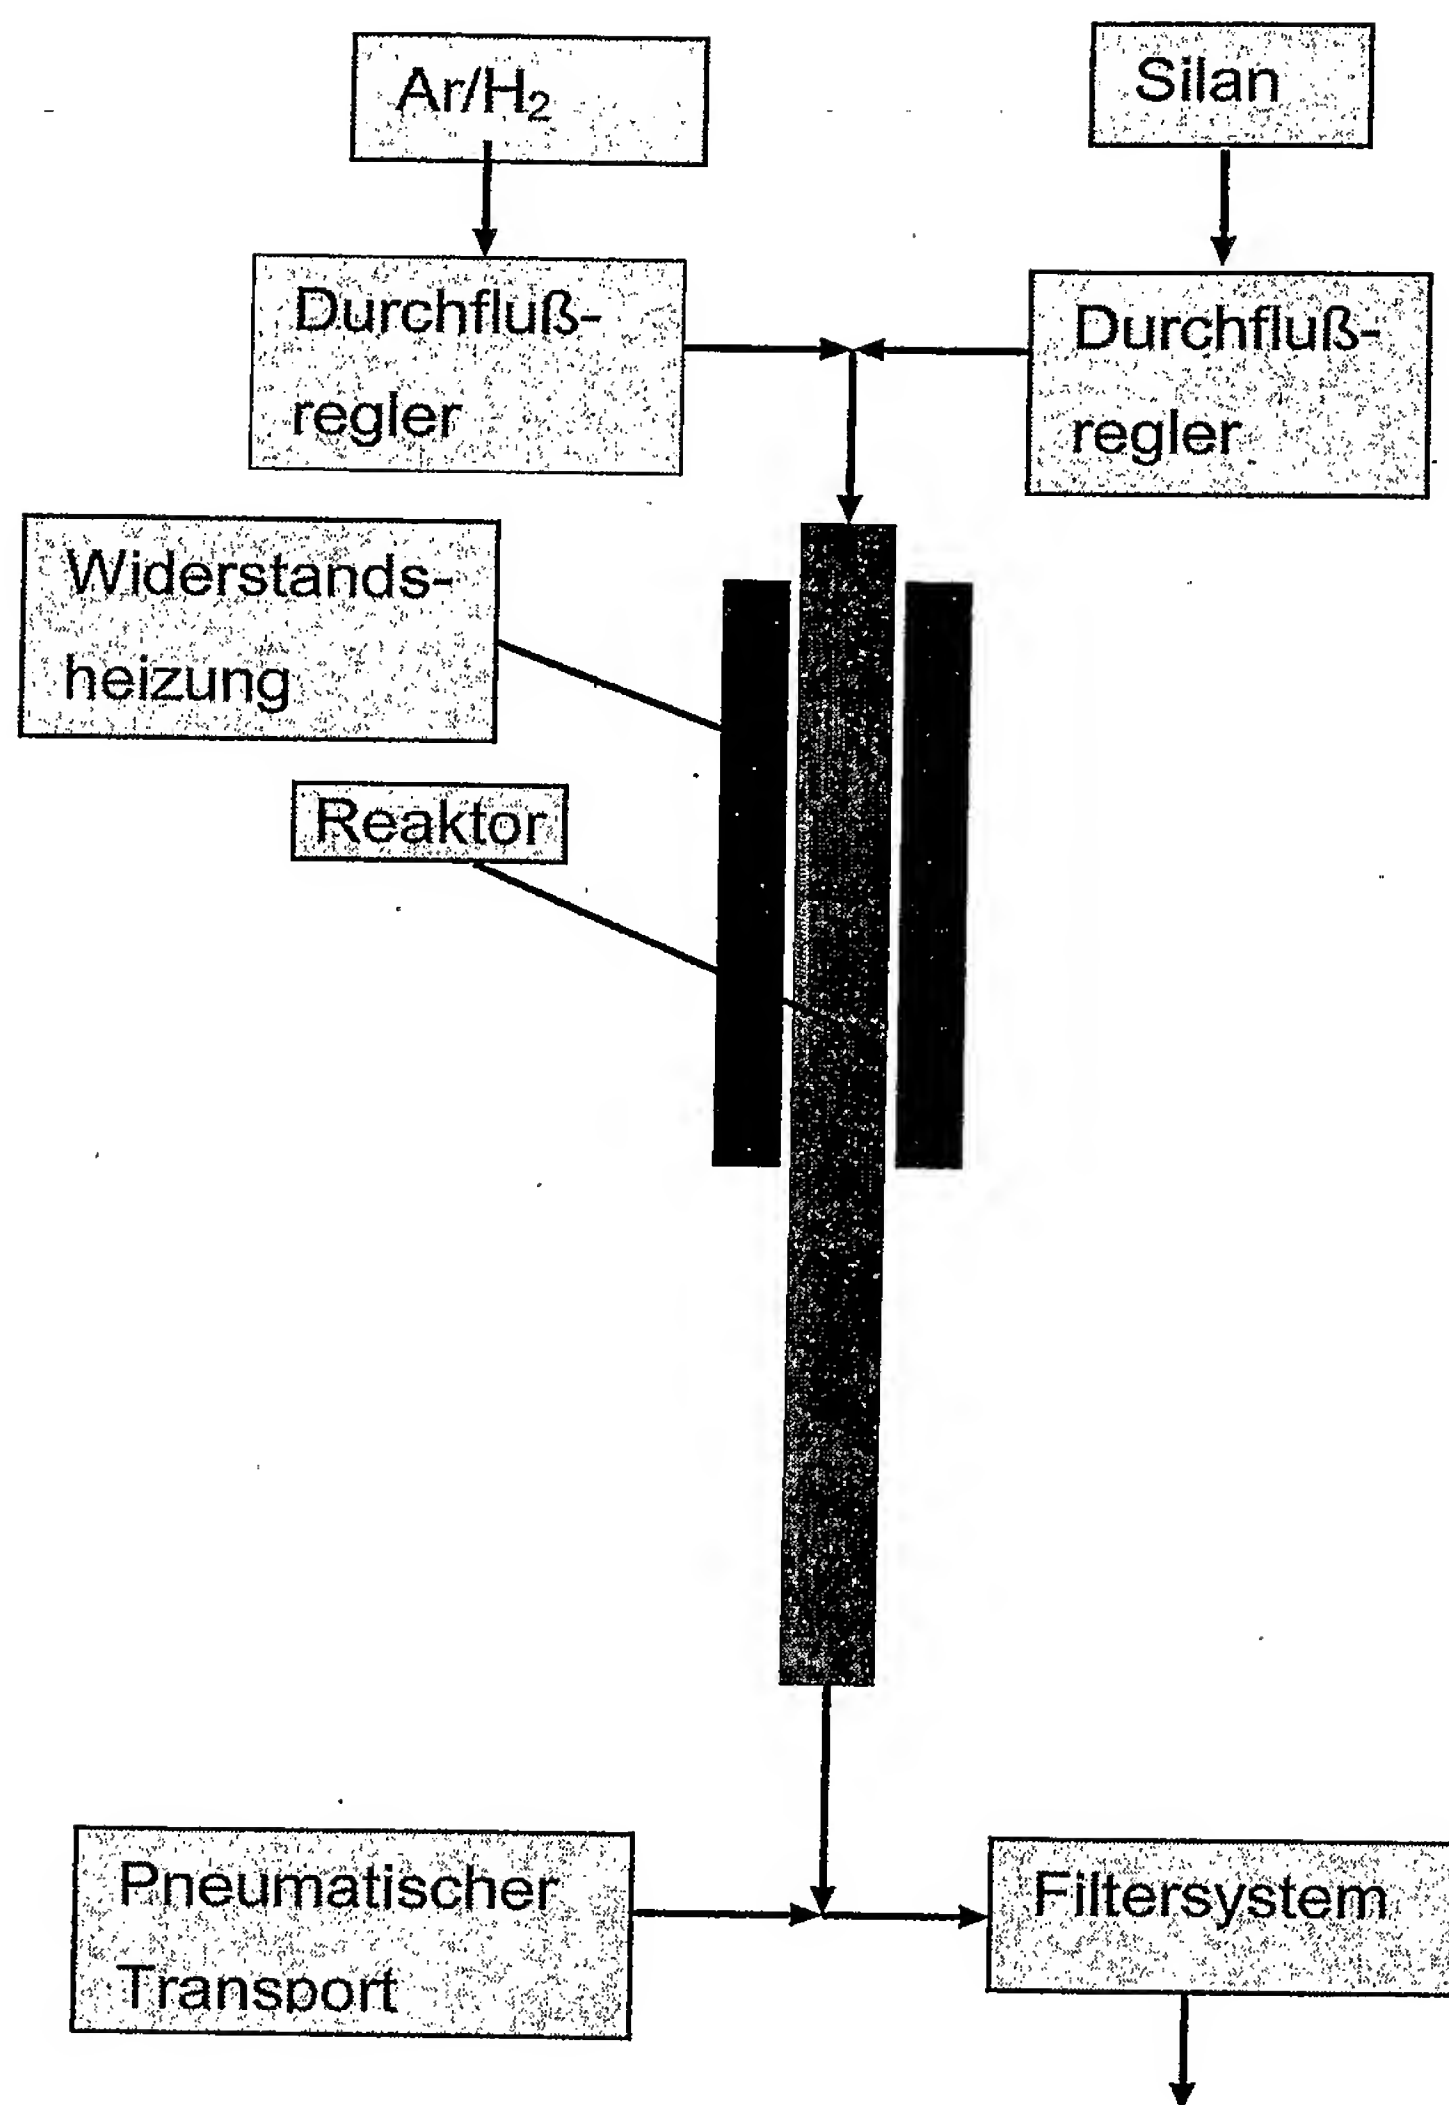 Ar/H₂
Silan
Durchfluß-
regler
Durchfluß-
regler
Widerstands-
heizung
Reaktor
Pneumatischer
Transport
Filtersystem